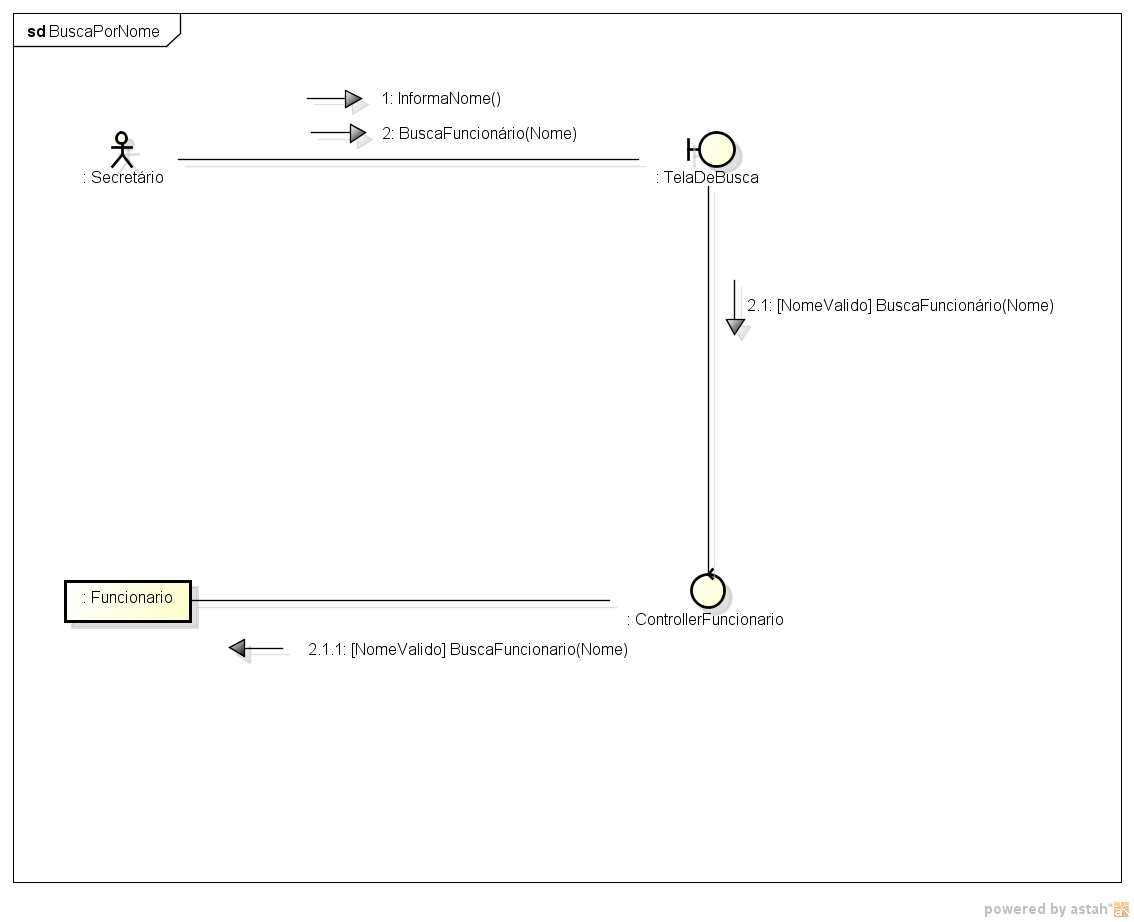 sd BuscaPorNome
1: InformaNome()
2: BuscaFuncionário(Nome)
: Secretário
: TelaDeBusca
2.1: [NomeValido] BuscaFuncionário(Nome)
: Funcionario
: ControllerFuncionario
2.1.1: [NomeValido] BuscaFuncionario(Nome)
powered by astah*